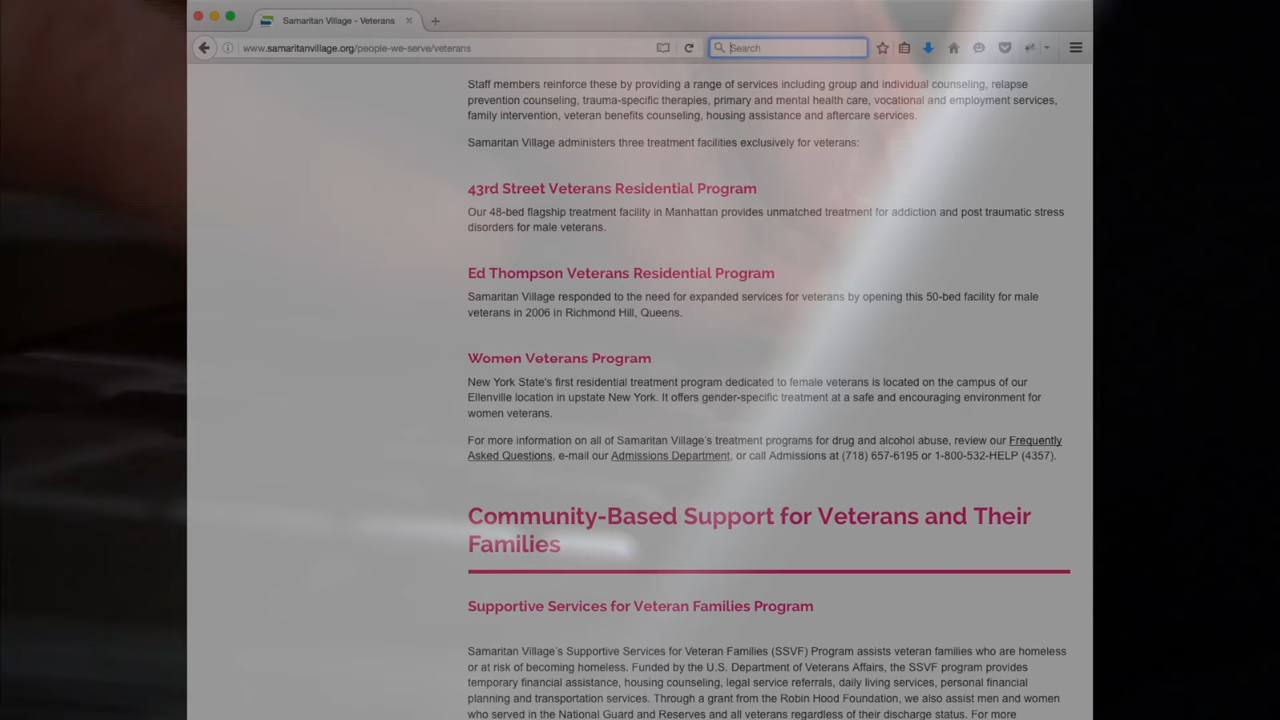 Samaritan Village - Veterans
www.samaritanvillage.org/people-we-serve/veterans
Search
Staff members reinforce these by providing a range of services including group and individual counseling, relapse
prevention counseling, trauma-specific therapies, primary and mental health care, vocational and employment services,
family intervention, veteran benefits counseling, housing assistance and aftercare services.
Samaritan Village administers three treatment facilities exclusively for veterans:
43rd Street Veterans Residential Program
Our 48-bed flagship treatment facility in Manhattan provides unmatched treatment for addiction and post traumatic stress
disorders for male veterans.
Ed Thompson Veterans Residential Program
Samaritan Village responded to the need for expanded services for veterans by opening this 50-bed facility for male
veterans in 2006 in Richmond Hill, Queens.
Women Veterans Program
New York State's first residential treatment program dedicated to female veterans is located on the campus of our
Ellenville location in upstate New York. It offers gender-specific treatment at a safe and encouraging environment for
women veterans.
For more information on all of Samaritan Village's treatment programs for drug and alcohol abuse, review our Frequently
Asked Questions, e-mail our Admissions Department, or call Admissions at (718) 657-6195 or 1-800-532-HELP (4357).
Community-Based Support for Veterans and Their
Families
Supportive Services for Veteran Families Program
Samaritan Village's Supportive Services for Veteran Families (SSVF) Program assists veteran families who are homeless
or at risk of becoming homeless. Funded by the U.S. Department of Veterans Affairs, the SSVF program provides
temporary financial assistance, housing counseling, legal service referrals, daily living services, personal financial
planning and transportation services. Through a grant from the Robin Hood Foundation, we also assist men and women
who served in the National Guard and Reserves and all veterans regardless of their discharge status. For more